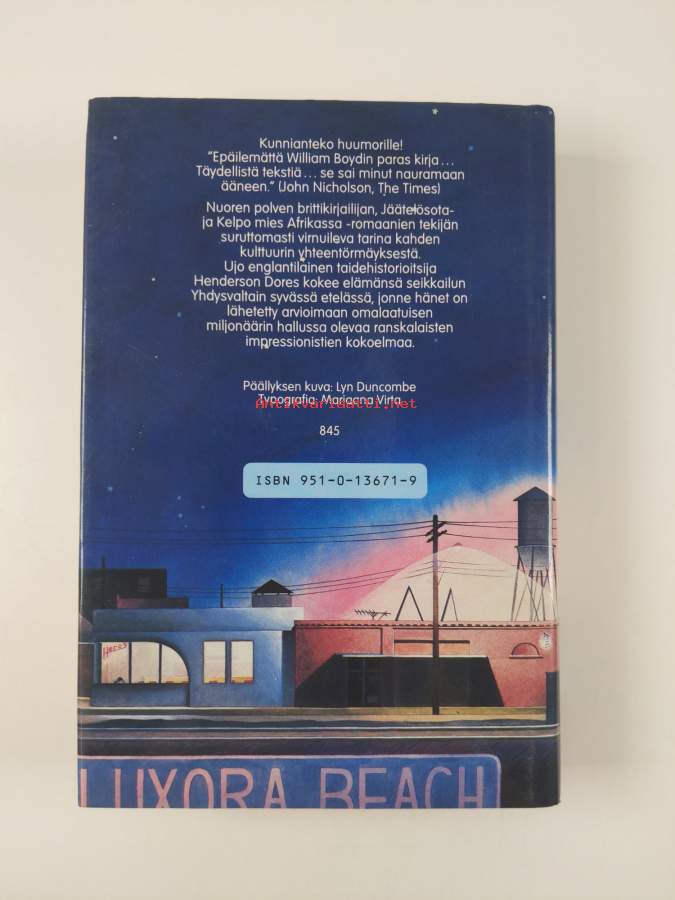 Kunnianteko huumorille!
"Epäilemättä William Boydin paras kirja...
Täydellistä tekstiä... se sai minut nauramaan
ääneen." (John Nicholson, The Times)
Nuoren polven brittikirjailijan, Jäätelösota-
ja Kelpo mies Afrikassa -romaanien tekijän
suruttomasti virnuileva tarina kahden
kulttuurin yhteentörmäyksestä.
Ujo englantilainen taidehistorioitsija
Henderson Dores kokee elämänsä seikkailun
Yhdysvaltain syvässä etelässä, jonne hänet on
lähetetty arvioimaan omalaatuisen
miljonäärin hallussa olevaa ranskalaisten
impressionistien kokoelmaa.
Päällyksen kuva: Lyn Duncombe
Typografia: Marjaana Virta
Antikvariaatti.net
845
ISBN 951-0-13671-9
LUXORA BEACH